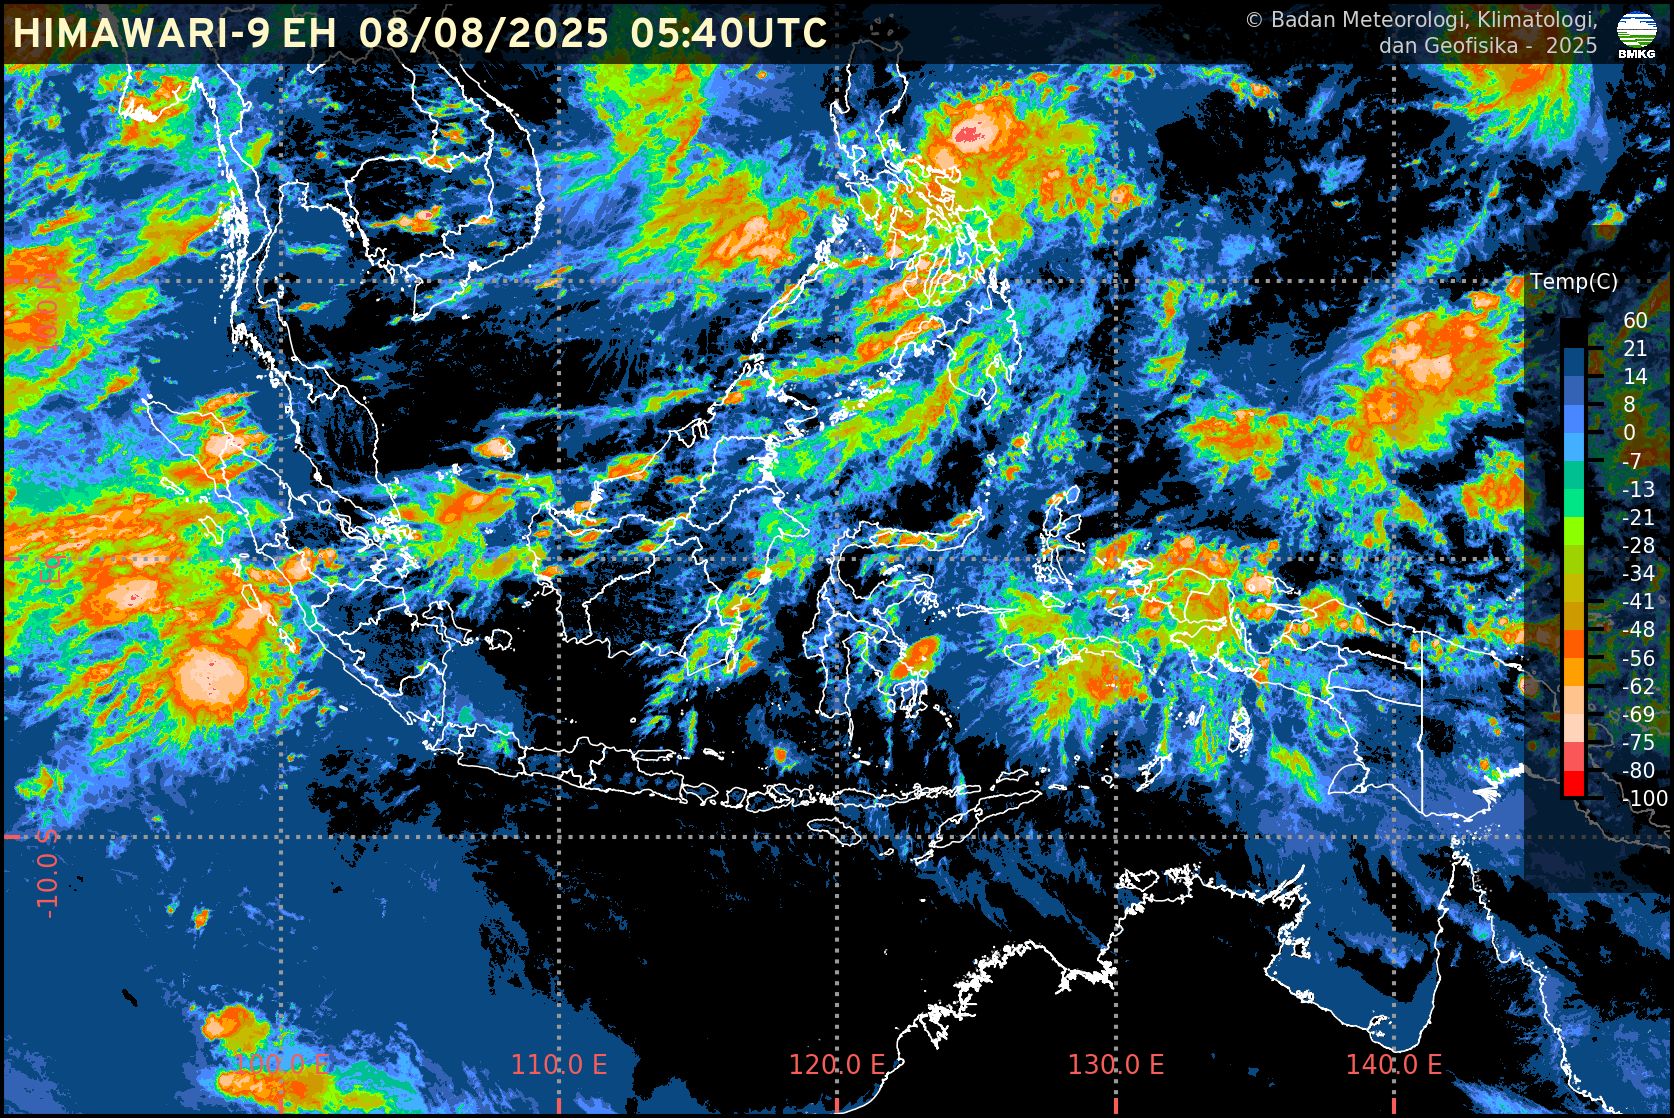 HIMAWARI-9 EH 08/08/2025 05:40UTC
© Badan Meteorologi, Klimatologi,
dan Geofisika - 2025
BMKG
Temp(C)
60
21
14
8
0
-7
-13
-21
-28
-34
-41
-48
-56
-62
-69
-75
-80
-100
-10.0 S
100.0 E
110.0 E
120.0 E
130.0 E
140.0 E